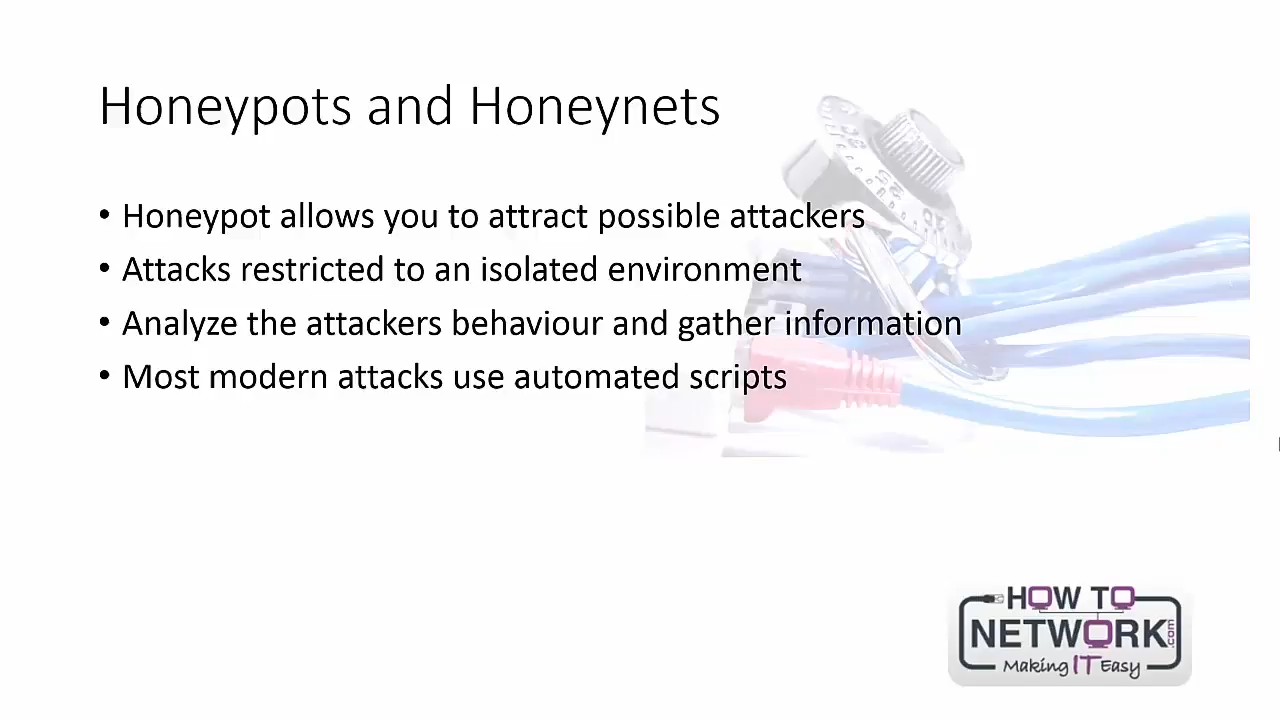 Honeypots and Honeynets
• Honeypot allows you to attract possible attackers
• Attacks restricted to an isolated environment
• Analyze the attackers behaviour and gather information
• Most modern attacks use automated scripts
HOW TO
NETWORK.com
Making IT Easy